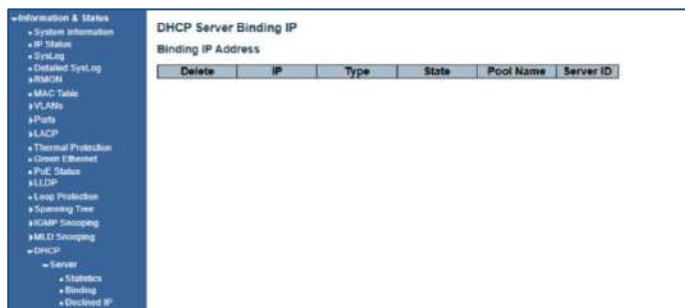 Information & Status
System Information
IP Status
SysLog
Detailed SysLog
RMON
MAC Table
VLANs
Ports
LACP
Thermal Protection
Green Ethernet
PoE Status
LLDP
Loop Protection
Spanning Tree
IGMP Snooping
MLD Snooping
DHCP
Server
Statistics
Binding
Declined IP
DHCP Server Binding IP
Binding IP Address
Delete IP Type State Pool Name Server ID